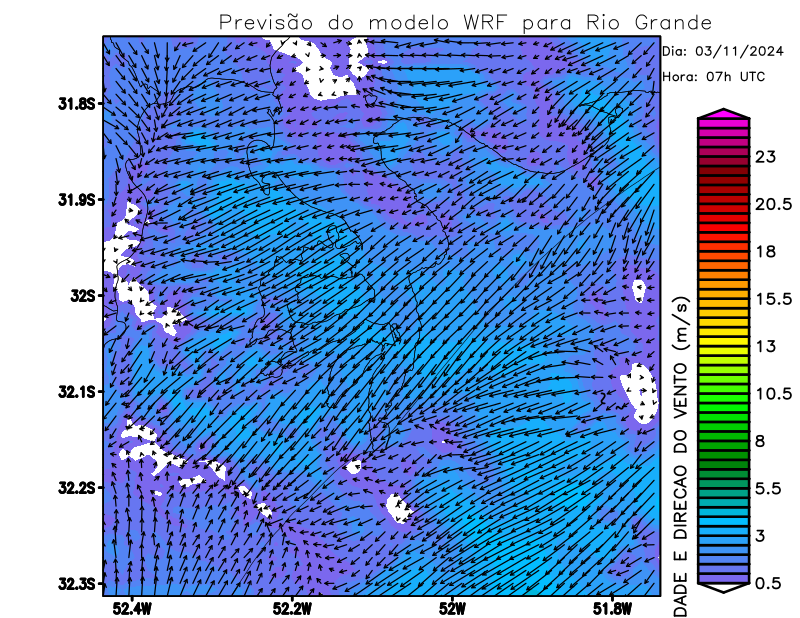 Previsão do modelo WRF para Rio Grande
Dia: 03/11/2024
Hora: 07h UTC
31.8S
31.9S
32S
32.1S
32.2S
32.3S
52.4W
52.2W
52W
51.8W
23
20.5
18
15.5
13
10.5
8
5.5
3
0.5
DADE E DIRECAO DO VENTO (m/s)